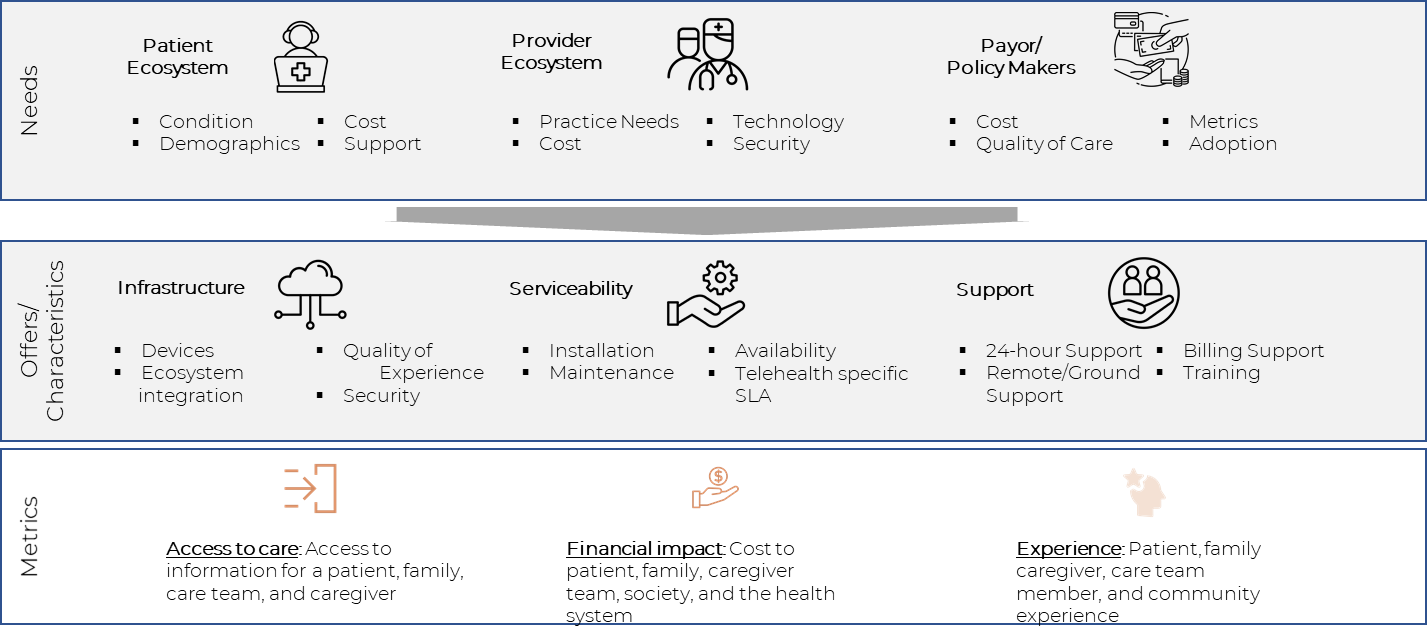 Needs
Patient
Ecosystem
▪ Condition
▪ Demographics
▪ Cost
▪ Support
Provider
Ecosystem
▪ Practice Needs
▪ Cost
▪ Technology
▪ Security
Payor/
Policy Makers
▪ Cost
▪ Quality of Care
▪ Metrics
▪ Adoption
Offers/
Characteristics
Infrastructure
▪ Devices
▪ Ecosystem
integration
▪ Quality of
Experience
▪ Security
Serviceability
▪ Installation
▪ Maintenance
▪ Availability
▪ Telehealth specific
SLA
Support
▪ 24-hour Support
▪ Remote/Ground
Support
▪ Billing Support
▪ Training
Metrics
Access to care: Access to
information for a patient, family,
care team, and caregiver
$
Financial impact: Cost to
patient, family, caregiver
team, society, and the health
system
Experience: Patient, family
caregiver, care team
member, and community
experience